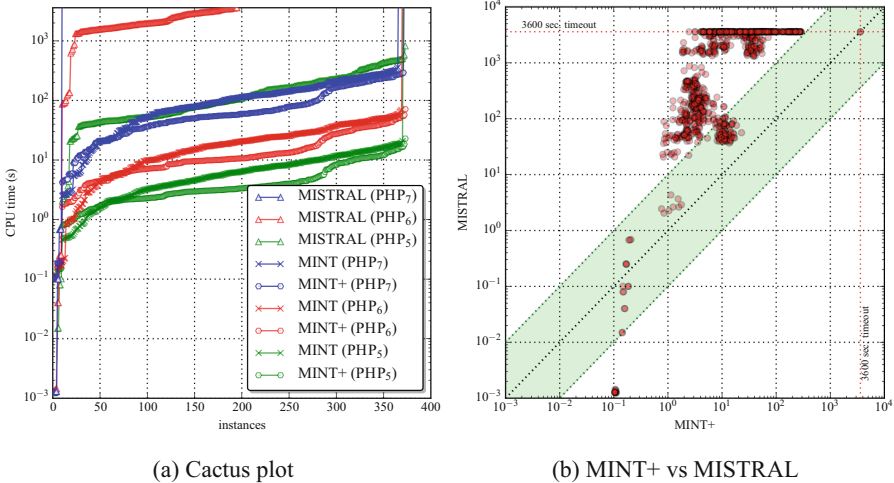 10³
10²
10¹
10⁰
10⁻¹
10⁻²
10⁻³
CPU time (s)
0 50 100 150 200 250 300 350 400
instances
MISTRAL (PHP₇)
MISTRAL (PHP₆)
MISTRAL (PHP₅)
MINT (PHP₇)
MINT+ (PHP₇)
MINT (PHP₆)
MINT+ (PHP₆)
MINT (PHP₅)
MINT+ (PHP₅)
(a) Cactus plot
10⁴
10³
10²
10¹
10⁰
10⁻¹
10⁻²
10⁻³
MISTRAL
3600 sec. timeout
3600 sec. timeout
10⁻³ 10⁻² 10⁻¹ 10⁰ 10¹ 10² 10³ 10⁴
MINT+
(b) MINT+ vs MISTRAL